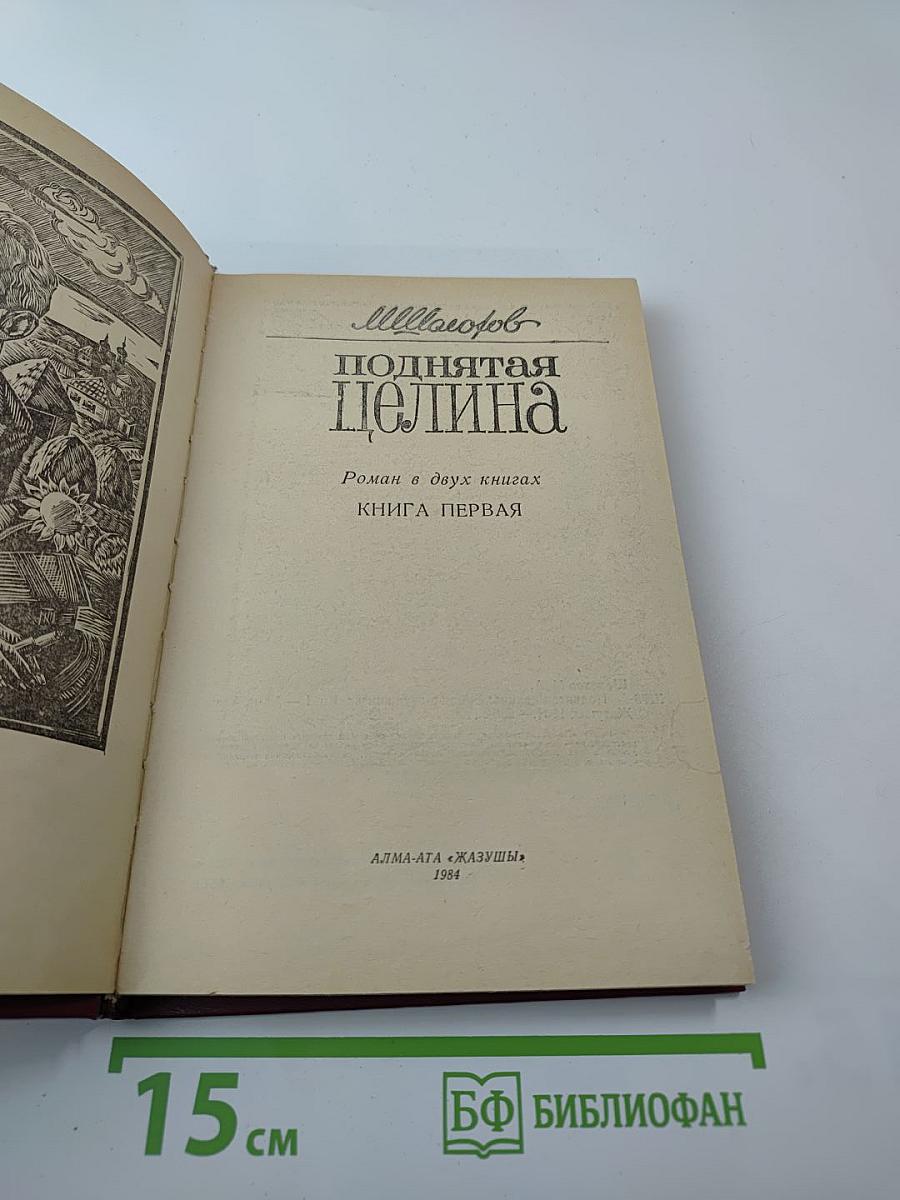 МШолохов
ПОДНЯТАЯ
ЦЕЛИНА
Роман в двух книгах
КНИГА ПЕРВАЯ
АЛМА-АТА «ЖАЗУШЫ»
1984
15 см
БФ БИБЛИОФАН